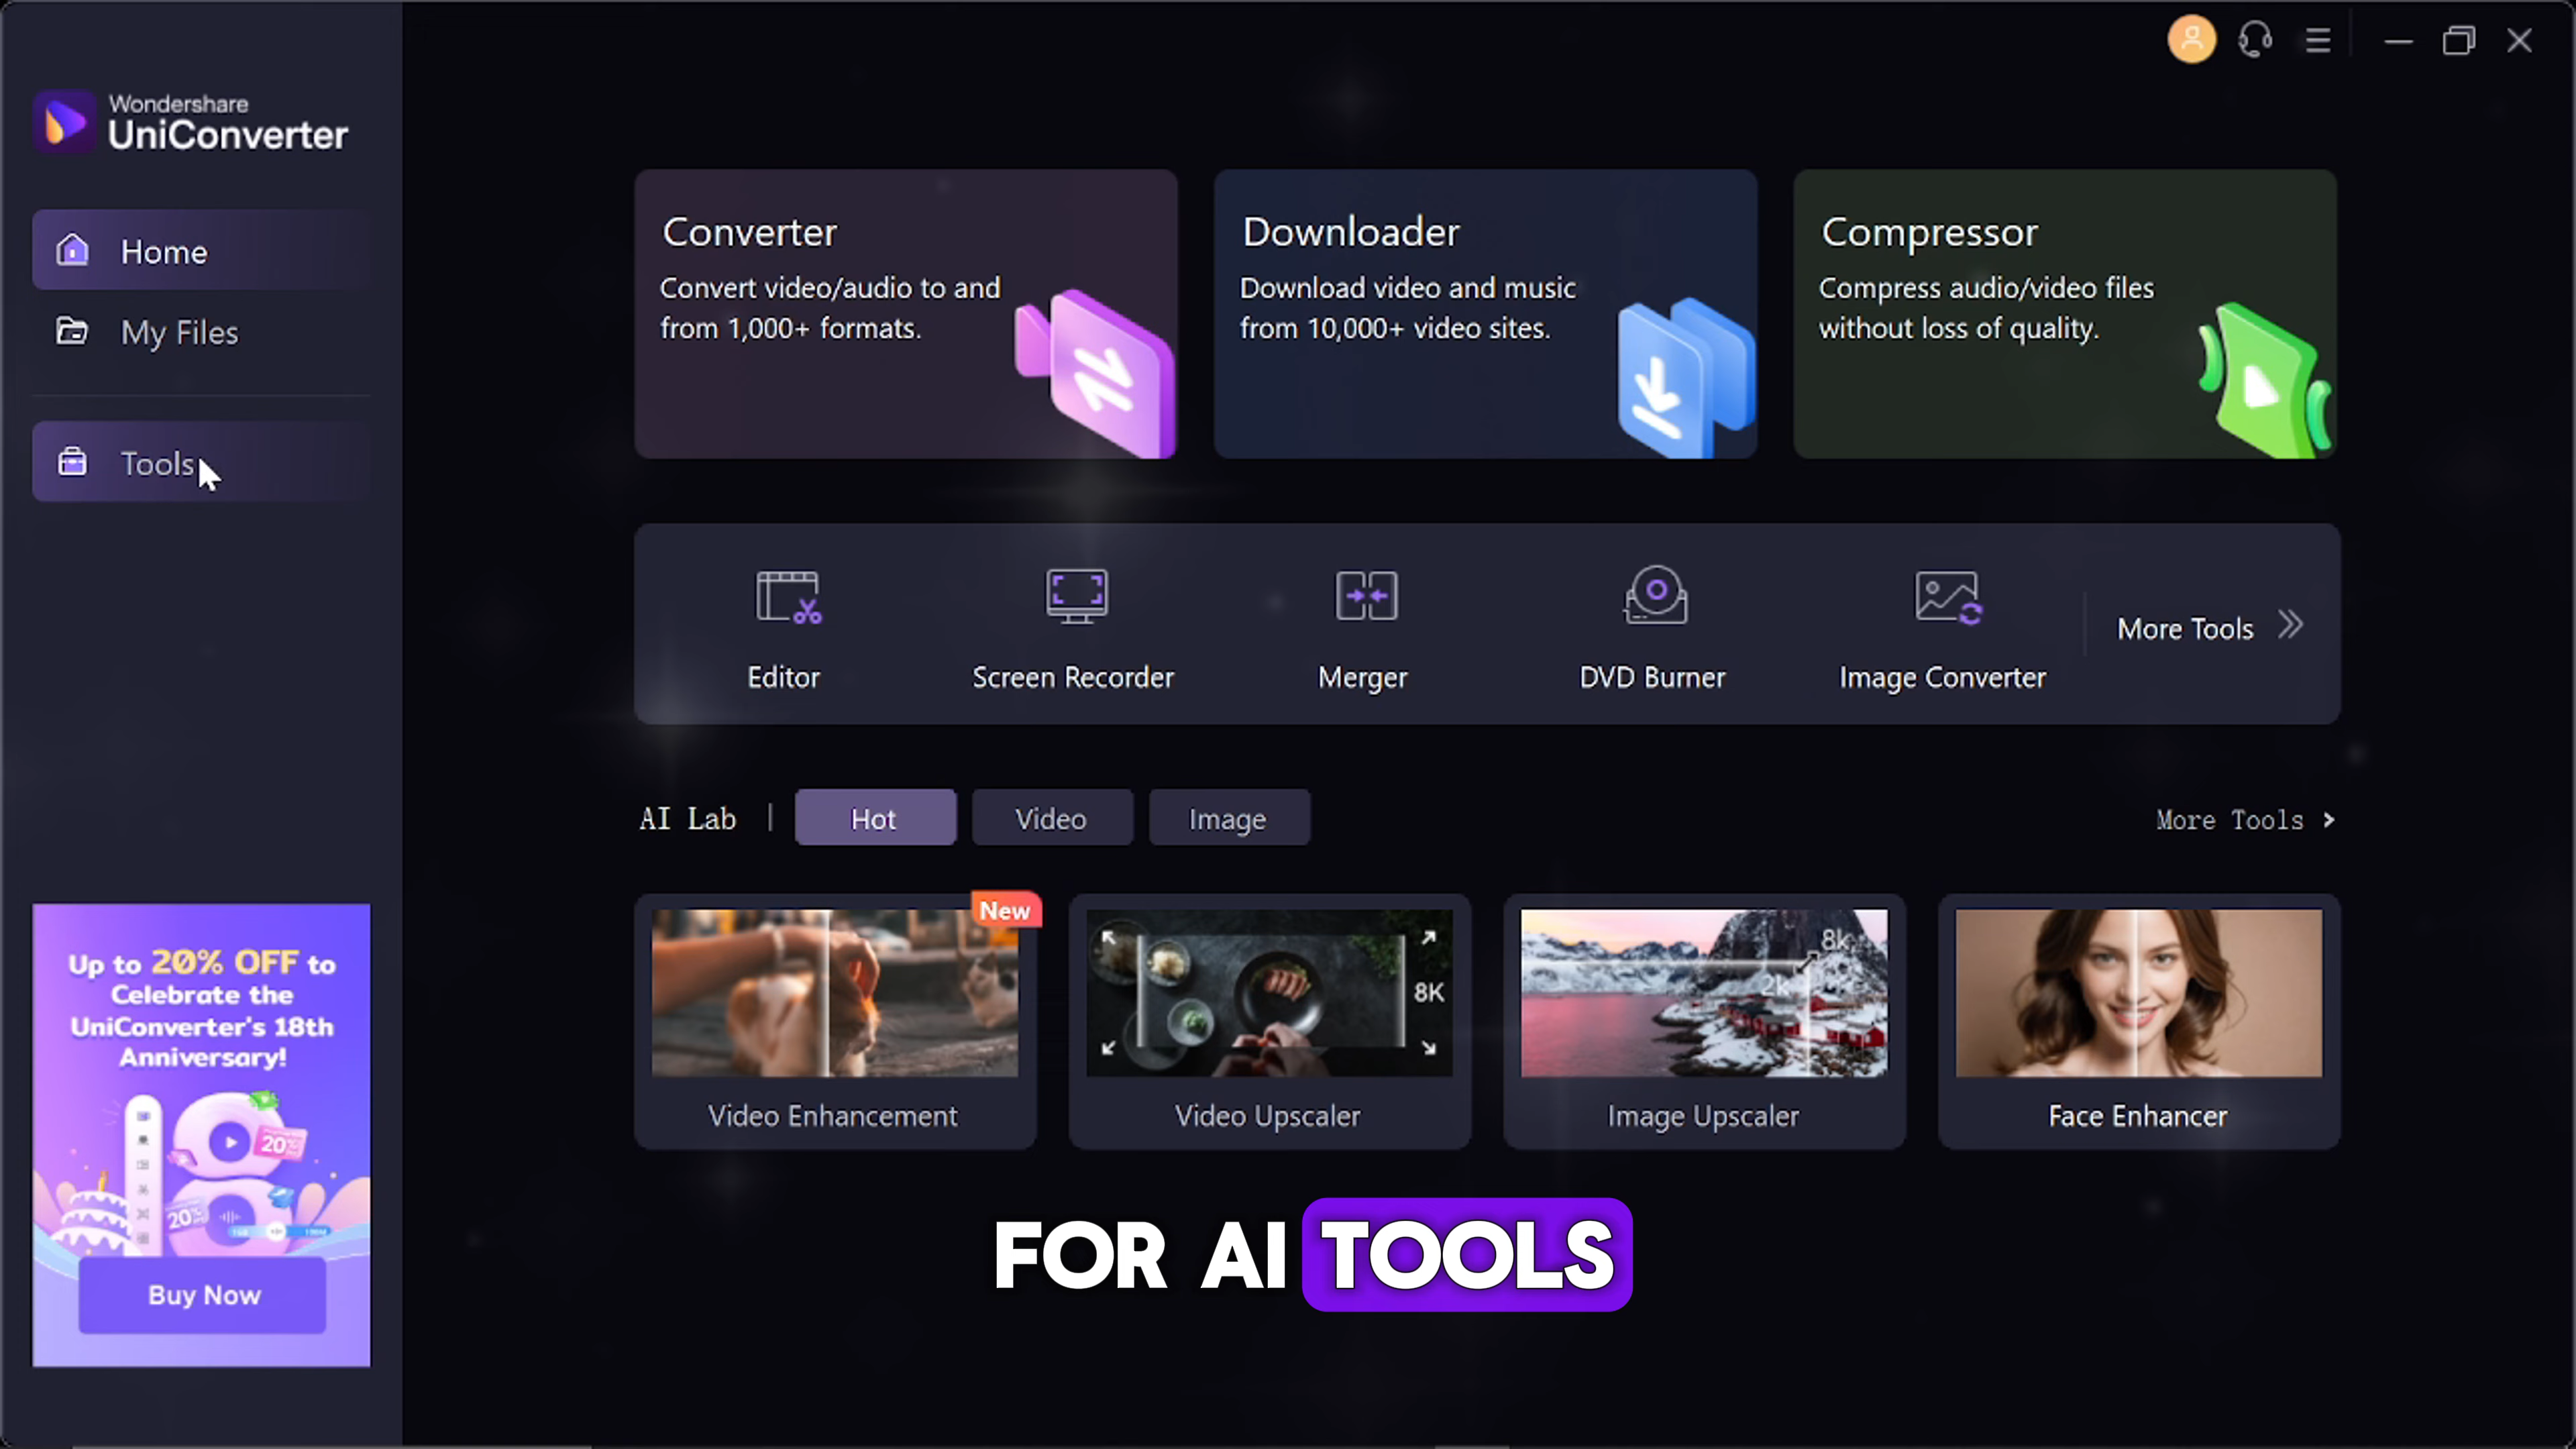 Wondershare
UniConverter
Home
My Files
Tools
Up to 20% OFF to
Celebrate the
UniConverter's 18th
Anniversary!
20%
20%
Buy Now
Converter
Convert video/audio to and
from 1,000+ formats.
Downloader
Download video and music
from 10,000+ video sites.
Compressor
Compress audio/video files
without loss of quality.
Editor
Screen Recorder
Merger
DVD Burner
Image Converter
More Tools
AI Lab
Hot
Video
Image
More Tools
New
Video Enhancement
8K
Video Upscaler
8k
2k
Image Upscaler
Face Enhancer
FOR AI TOOLS